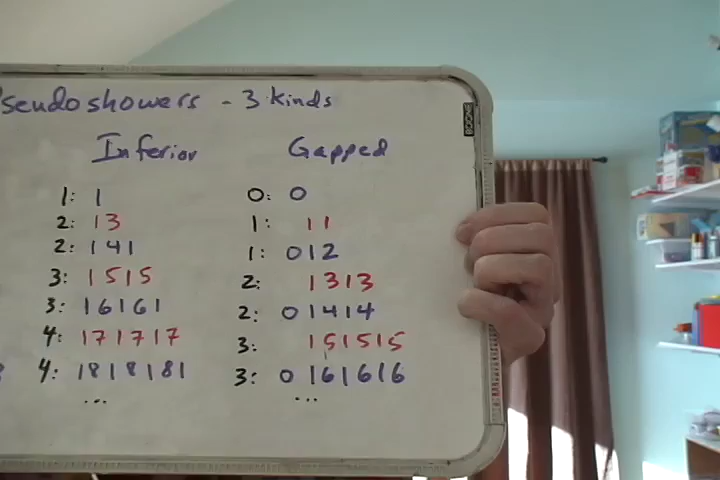 Pseudoshowers - 3 kinds
Inferior Gapped
1: 1 0: 0
2: 13 1: 11
2: 141 1: 012
3: 1515 2: 1313
3: 16161 2: 01414
4: 171717 3: 151515
4: 1818181 3: 0161616
... ...
BOONE